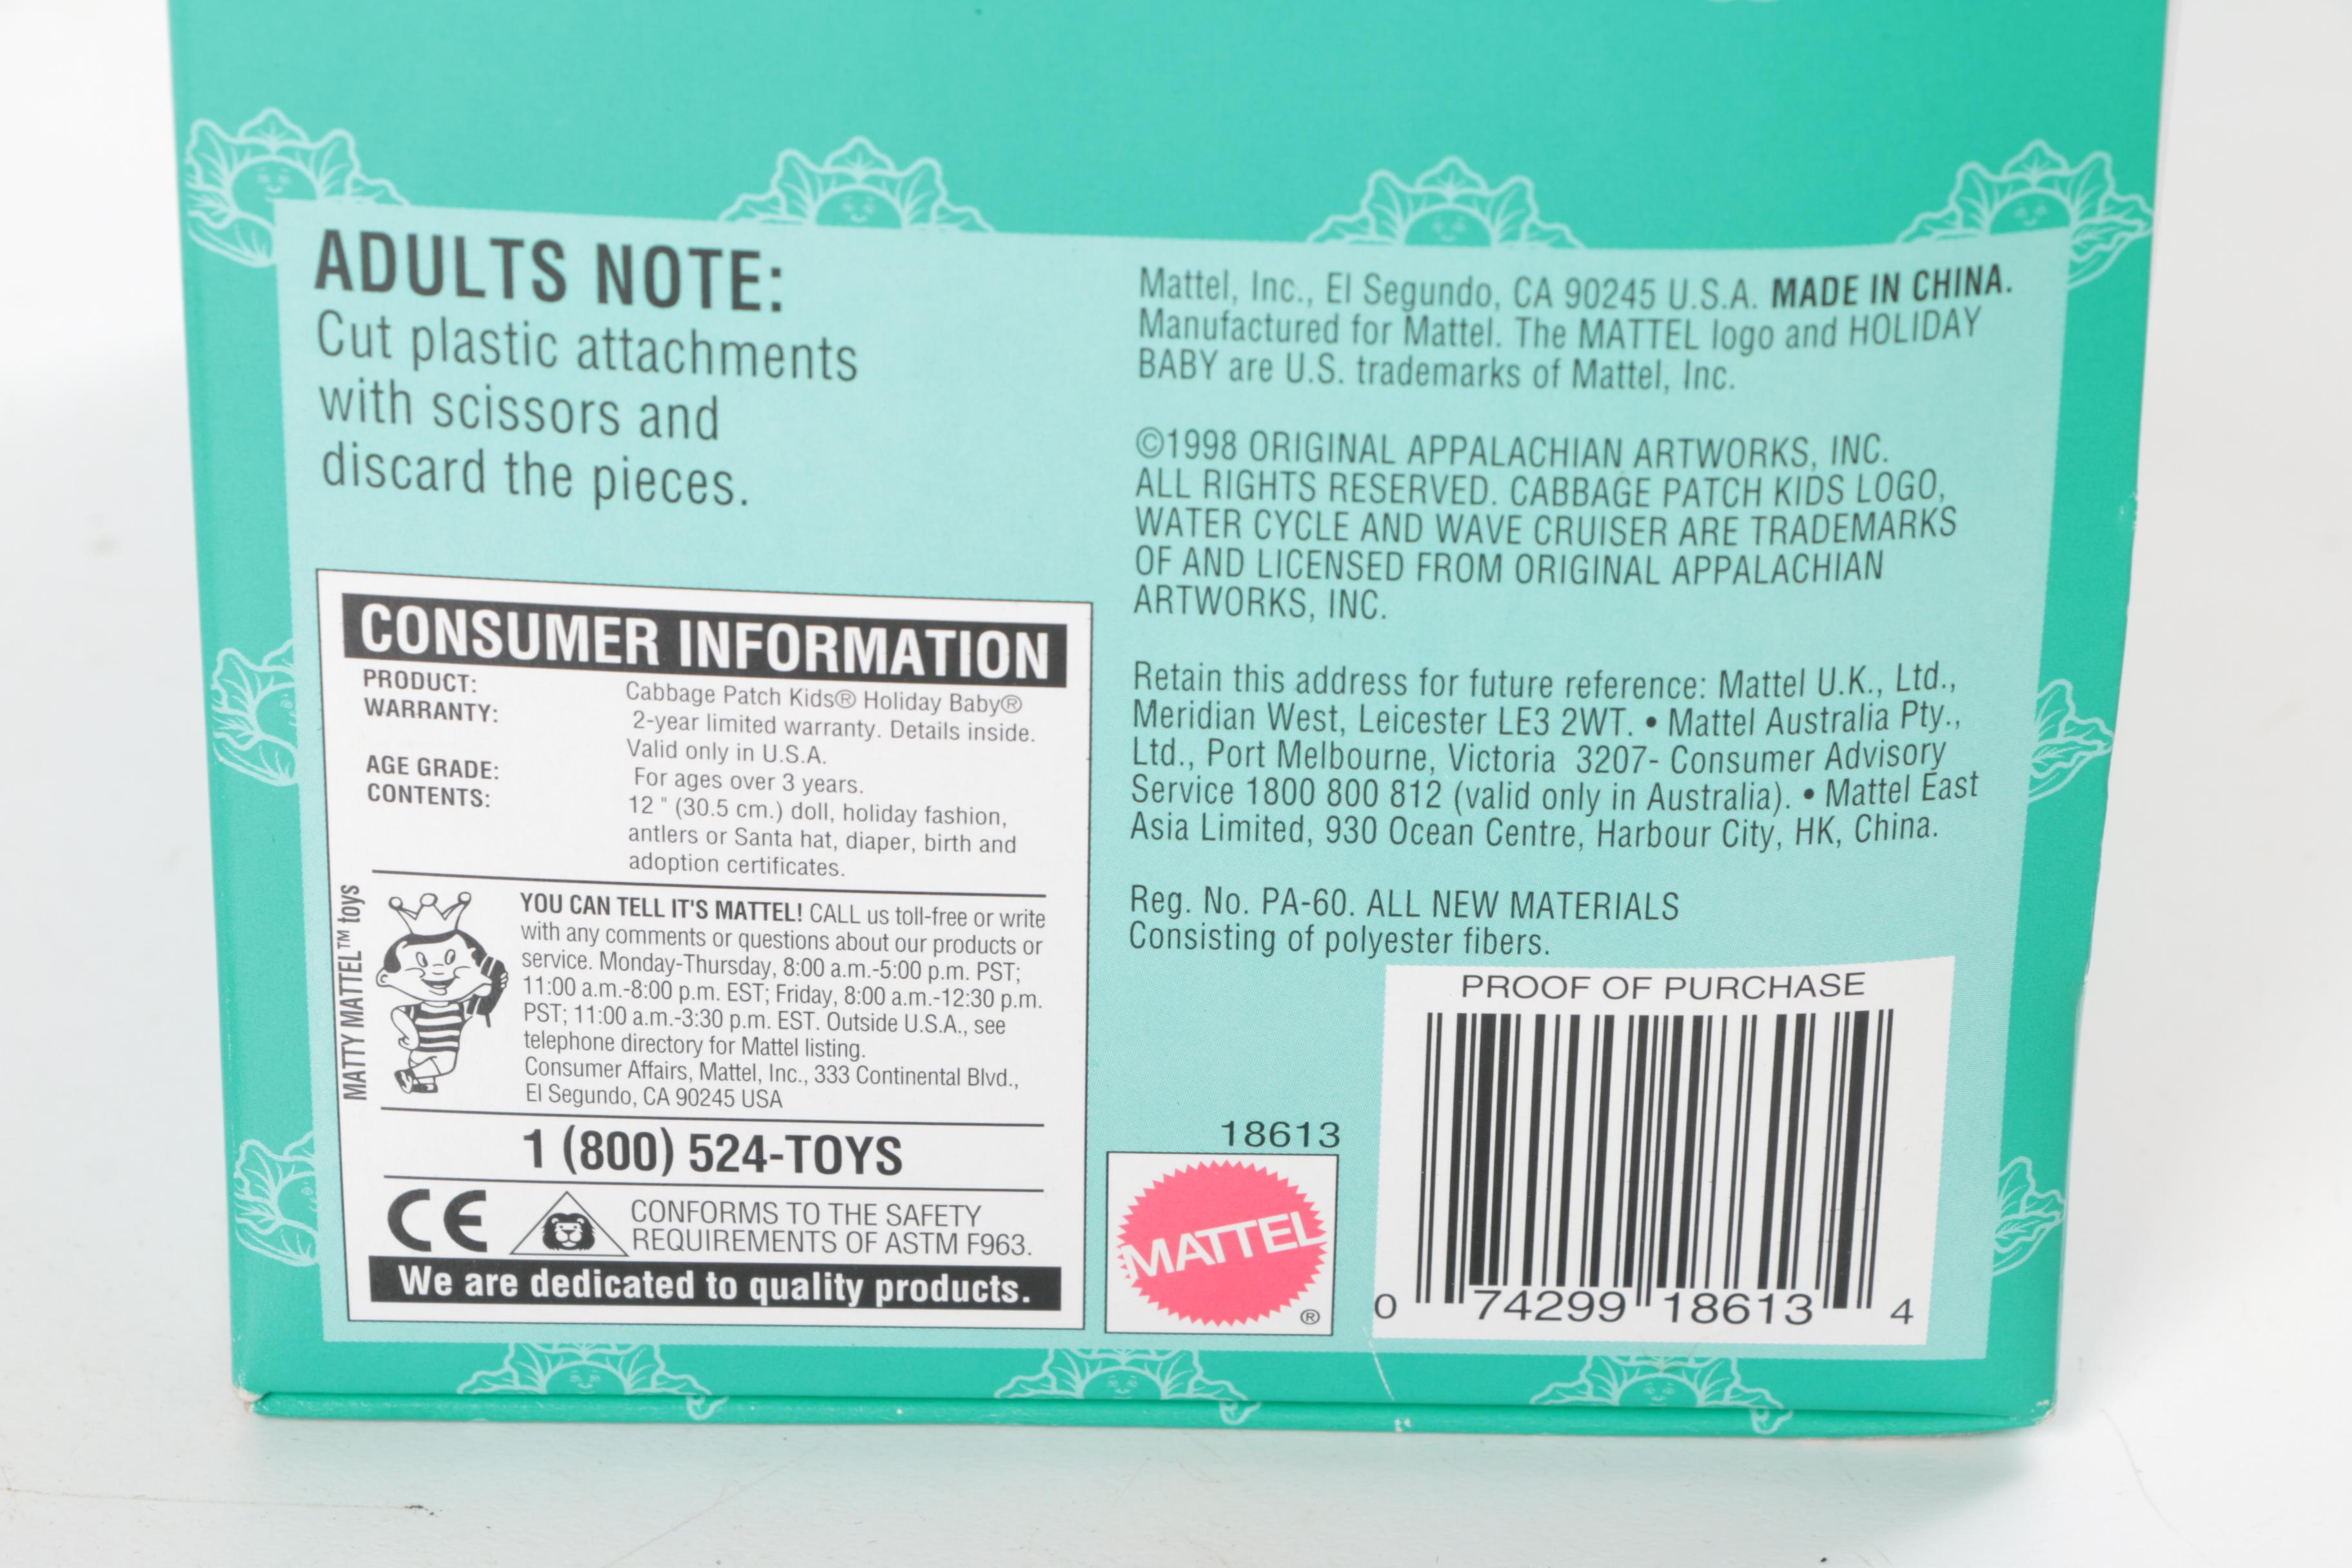 ADULTS NOTE:
Cut plastic attachments
with scissors and
discard the pieces.
CONSUMER INFORMATION
PRODUCT: Cabbage Patch Kids® Holiday Baby®
WARRANTY: 2-year limited warranty. Details inside.
Valid only in U.S.A.
AGE GRADE: For ages over 3 years.
CONTENTS: 12 " (30.5 cm.) doll, holiday fashion,
antlers or Santa hat, diaper, birth and
adoption certificates.
MATTY MATTEL™ toys
YOU CAN TELL IT'S MATTEL! CALL us toll-free or write
with any comments or questions about our products or
service. Monday-Thursday, 8:00 a.m.-5:00 p.m. PST;
11:00 a.m.-8:00 p.m. EST; Friday, 8:00 a.m.-12:30 p.m.
PST; 11:00 a.m.-3:30 p.m. EST. Outside U.S.A., see
telephone directory for Mattel listing.
Consumer Affairs, Mattel, Inc., 333 Continental Blvd.,
El Segundo, CA 90245 USA
1 (800) 524-TOYS
CE
CONFORMS TO THE SAFETY
REQUIREMENTS OF ASTM F963.
We are dedicated to quality products.
Mattel, Inc., El Segundo, CA 90245 U.S.A. MADE IN CHINA.
Manufactured for Mattel. The MATTEL logo and HOLIDAY
BABY are U.S. trademarks of Mattel, Inc.
©1998 ORIGINAL APPALACHIAN ARTWORKS, INC.
ALL RIGHTS RESERVED. CABBAGE PATCH KIDS LOGO,
WATER CYCLE AND WAVE CRUISER ARE TRADEMARKS
OF AND LICENSED FROM ORIGINAL APPALACHIAN
ARTWORKS, INC.
Retain this address for future reference: Mattel U.K., Ltd.,
Meridian West, Leicester LE3 2WT. • Mattel Australia Pty.,
Ltd., Port Melbourne, Victoria 3207- Consumer Advisory
Service 1800 800 812 (valid only in Australia). • Mattel East
Asia Limited, 930 Ocean Centre, Harbour City, HK, China.
Reg. No. PA-60. ALL NEW MATERIALS
Consisting of polyester fibers.
18613
MATTEL
®
PROOF OF PURCHASE
0 74299 18613 4